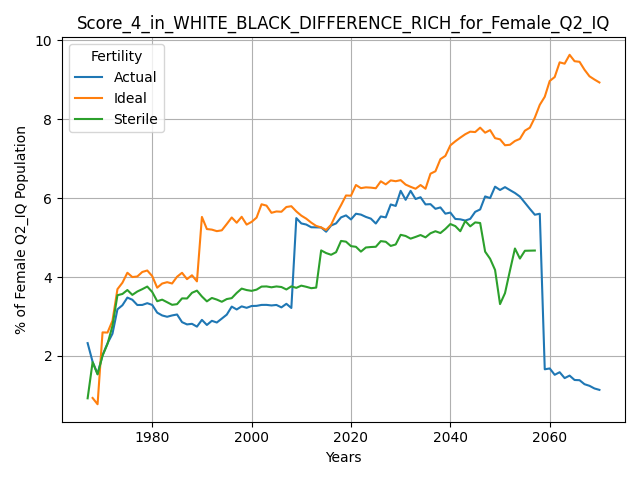 Score_4_in_WHITE_BLACK_DIFFERENCE_RICH_for_Female_Q2_IQ
Fertility
Actual
Ideal
Sterile
% of Female Q2_IQ Population
10
8
6
4
2
1980
2000
2020
2040
2060
Years